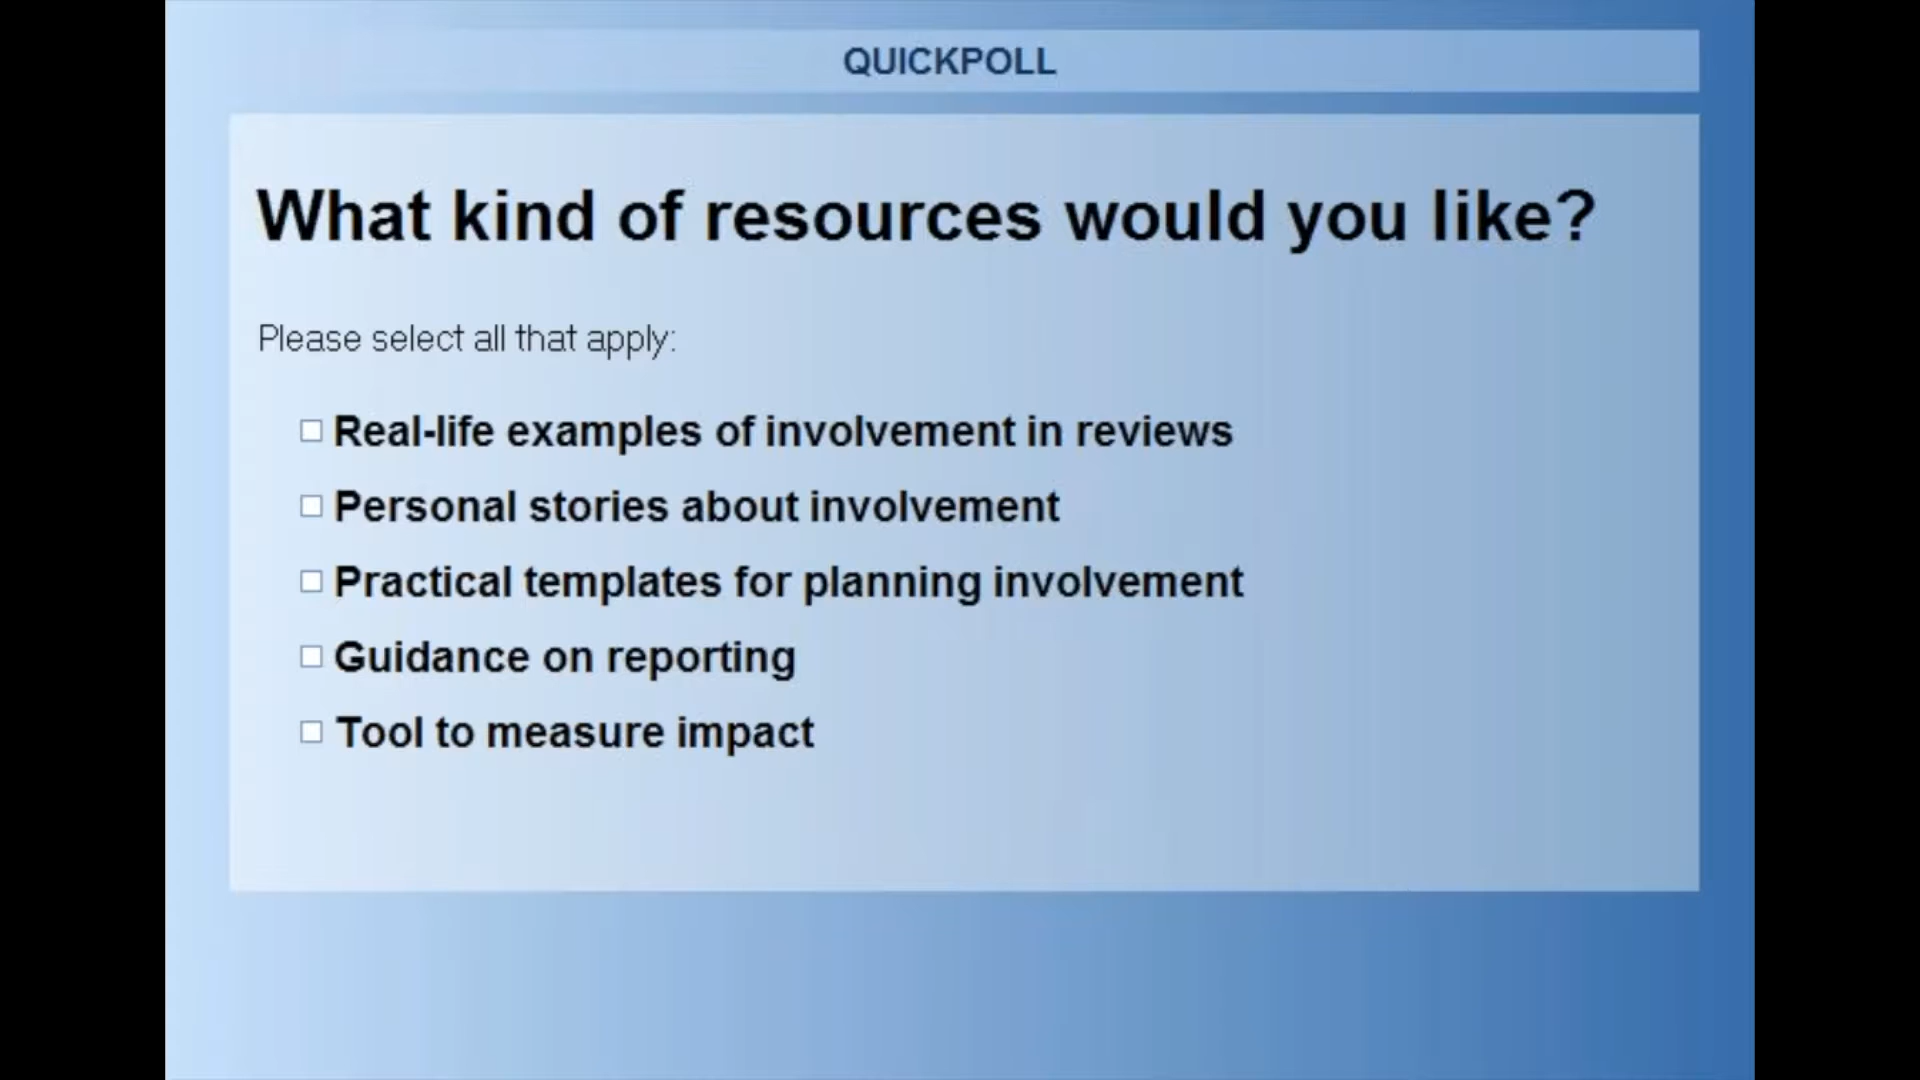 QUICKPOLL
What kind of resources would you like?
Please select all that apply:
Real-life examples of involvement in reviews
Personal stories about involvement
Practical templates for planning involvement
Guidance on reporting
Tool to measure impact